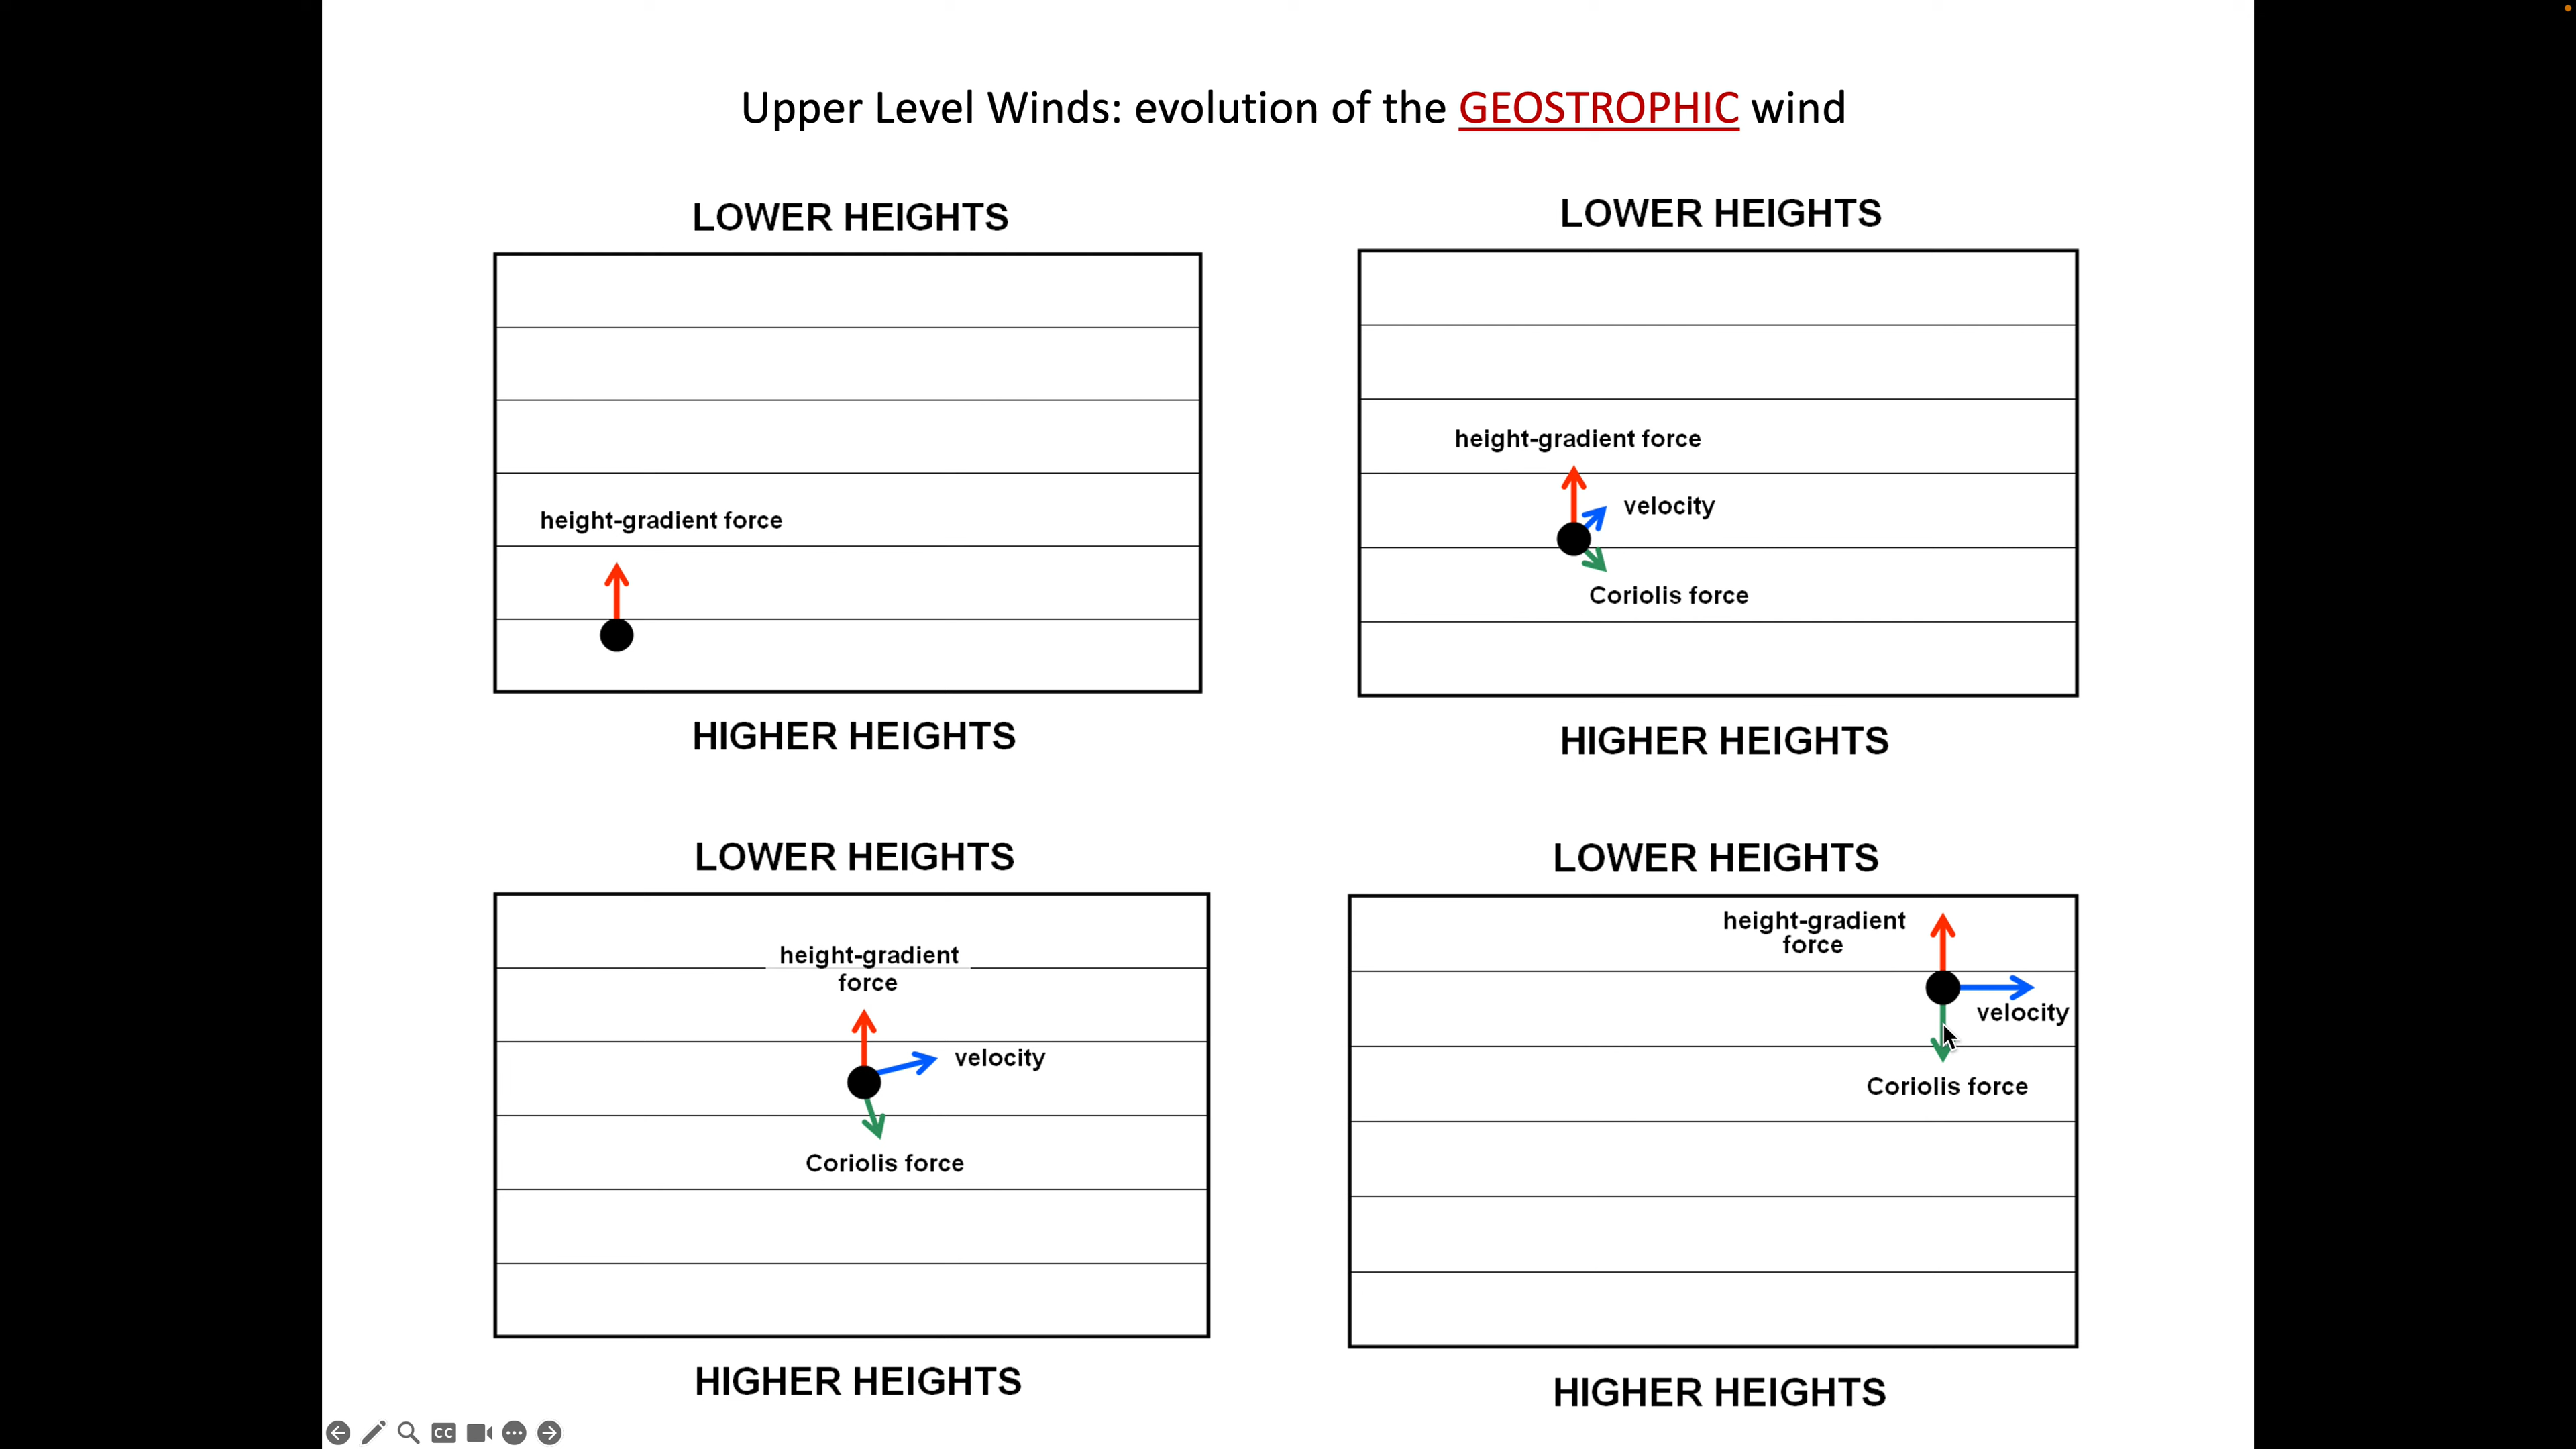 Upper Level Winds: evolution of the GEOSTROPHIC wind
LOWER HEIGHTS
height-gradient force
HIGHER HEIGHTS
LOWER HEIGHTS
height-gradient force
velocity
Coriolis force
HIGHER HEIGHTS
LOWER HEIGHTS
height-gradient
force
velocity
Coriolis force
HIGHER HEIGHTS
LOWER HEIGHTS
height-gradient
force
velocity
Coriolis force
HIGHER HEIGHTS
CC